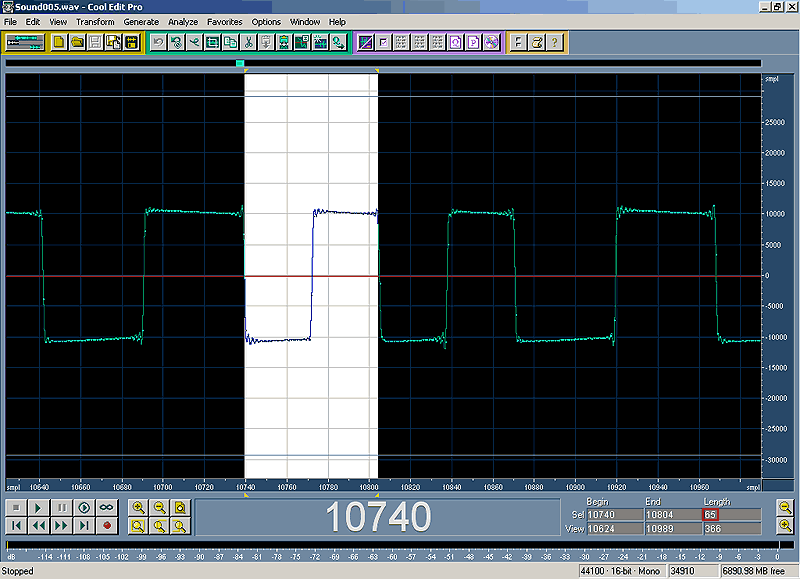 Sound005.wav - Cool Edit Pro
File Edit View Transform Generate Analyze Favorites Options Window Help
F ?
smpl
25000
20000
15000
10000
5000
0
-5000
-10000
-15000
-20000
-25000
-30000
smpl 10640 10660 10680 10700 10720 10740 10760 10780 10800 10820 10840 10860 10880 10900 10920 10940 10960 smpl
10740
Begin End Length
Sel 10740 10804 65
View 10624 10989 366
dB -114 -111 -108 -105 -102 -99 -96 -93 -90 -87 -84 -81 -78 -75 -72 -69 -66 -63 -60 -57 -54 -51 -48 -45 -42 -39 -36 -33 -30 -27 -24 -21 -18 -15 -12 -9 -6 -3 0
Stopped 44100 · 16-bit · Mono 34910 6890.98 MB free